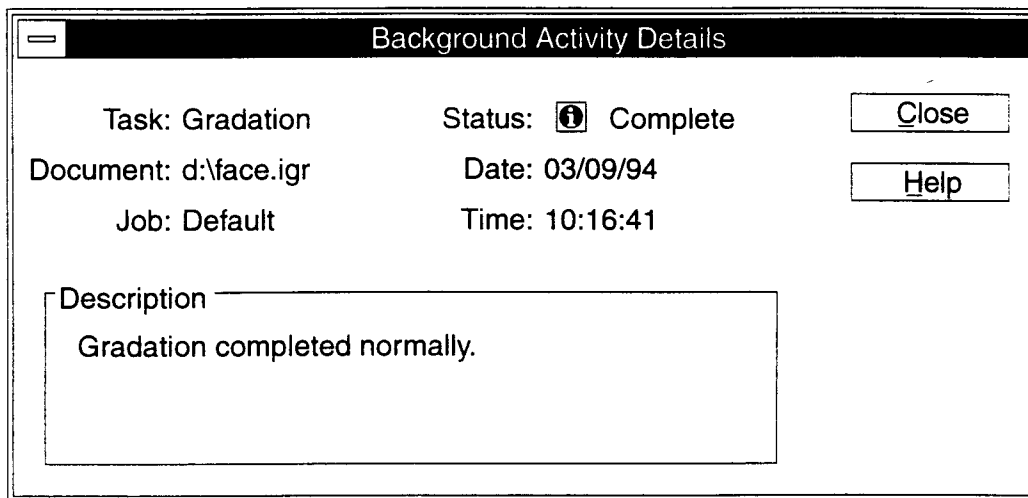 Background Activity Details
Task: Gradation
Status: Complete
Close
Document: d:\face.igr
Date: 03/09/94
Help
Job: Default
Time: 10:16:41
Description
Gradation completed normally.